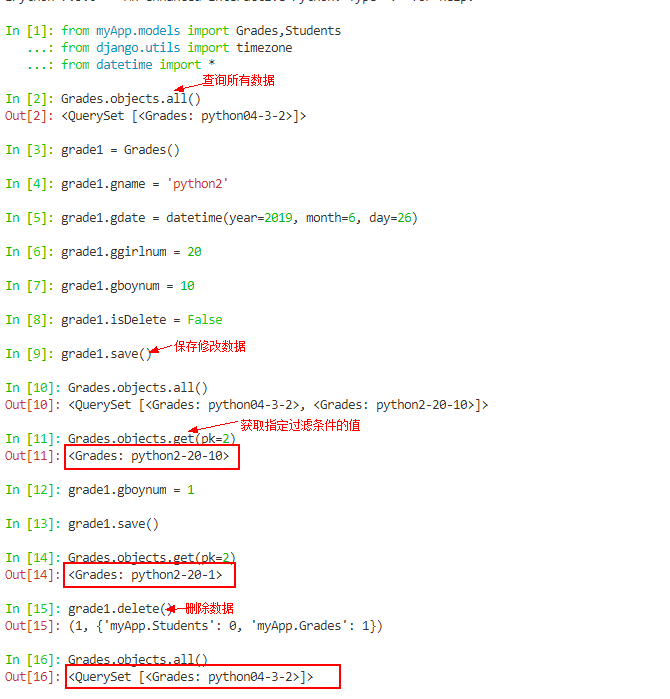 In [1]: from myApp.models import Grades,Students
...: from django.utils import timezone
...: from datetime import *
查询所有数据
In [2]: Grades.objects.all()
Out[2]: <QuerySet [<Grades: python04-3-2>]>
In [3]: grade1 = Grades()
In [4]: grade1.gname = 'python2'
In [5]: grade1.gdate = datetime(year=2019, month=6, day=26)
In [6]: grade1.ggirlnum = 20
In [7]: grade1.gboynum = 10
In [8]: grade1.isDelete = False
In [9]: grade1.save() 保存修改数据
In [10]: Grades.objects.all()
Out[10]: <QuerySet [<Grades: python04-3-2>, <Grades: python2-20-10>]>
获取指定过滤条件的值
In [11]: Grades.objects.get(pk=2)
Out[11]: <Grades: python2-20-10>
In [12]: grade1.gboynum = 1
In [13]: grade1.save()
In [14]: Grades.objects.get(pk=2)
Out[14]: <Grades: python2-20-1>
In [15]: grade1.delete() 删除数据
Out[15]: (1, {'myApp.Students': 0, 'myApp.Grades': 1})
In [16]: Grades.objects.all()
Out[16]: <QuerySet [<Grades: python04-3-2>]>